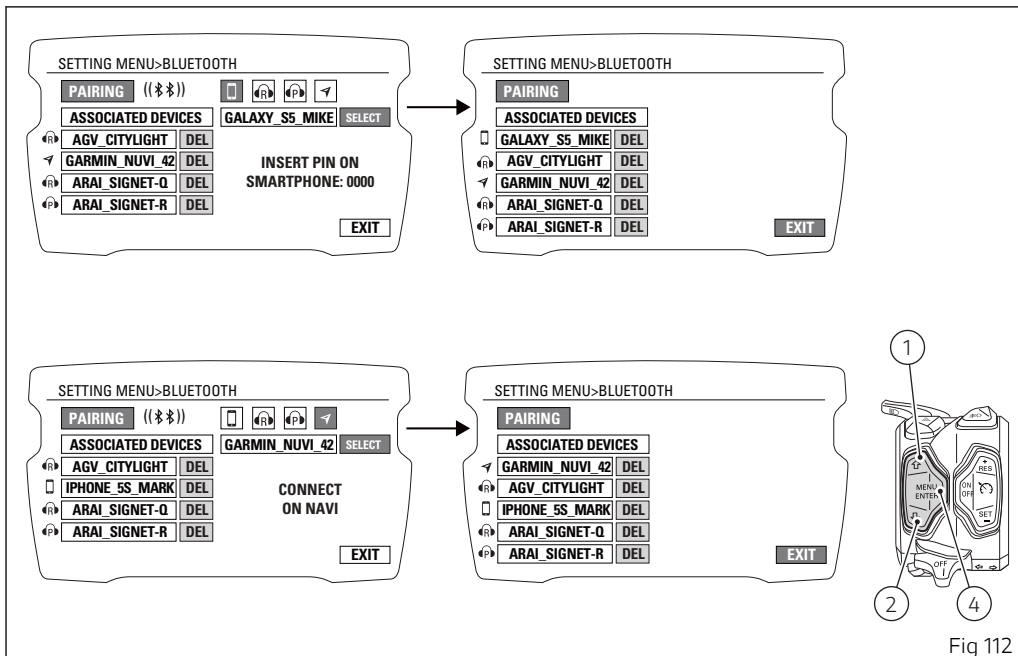 SETTING MENU>BLUETOOTH
PAIRING
ASSOCIATED DEVICES GALAXY_S5_MIKE SELECT
R AGV_CITYLIGHT DEL
GARMIN_NUVI_42 DEL
R ARAI_SIGNET-Q DEL
P ARAI_SIGNET-R DEL
R P
INSERT PIN ON
SMARTPHONE: 0000
EXIT
SETTING MENU>BLUETOOTH
PAIRING
ASSOCIATED DEVICES
GALAXY_S5_MIKE DEL
R AGV_CITYLIGHT DEL
GARMIN_NUVI_42 DEL
R ARAI_SIGNET-Q DEL
P ARAI_SIGNET-R DEL
EXIT
SETTING MENU>BLUETOOTH
PAIRING
ASSOCIATED DEVICES GARMIN_NUVI_42 SELECT
R AGV_CITYLIGHT DEL
IPHONE_5S_MARK DEL
R ARAI_SIGNET-Q DEL
P ARAI_SIGNET-R DEL
R P
CONNECT
ON NAVI
EXIT
SETTING MENU>BLUETOOTH
PAIRING
ASSOCIATED DEVICES
GARMIN_NUVI_42 DEL
R AGV_CITYLIGHT DEL
IPHONE_5S_MARK DEL
R ARAI_SIGNET-Q DEL
P ARAI_SIGNET-R DEL
EXIT
1
+
RES
MENU
ENTER
ON
OFF
SET
-
OFF
2
4
Fig 112